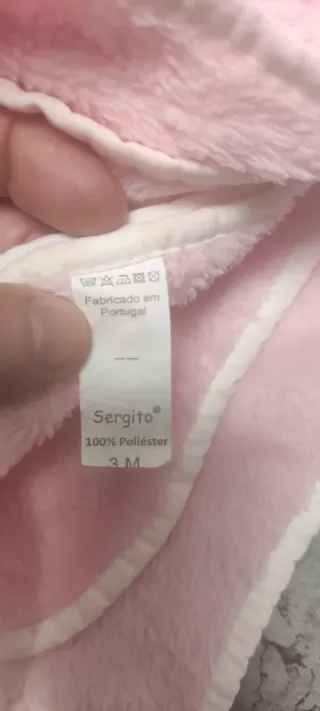 Fabricado em
Portugal
--
Sergito®
100% Poliéster
3 M